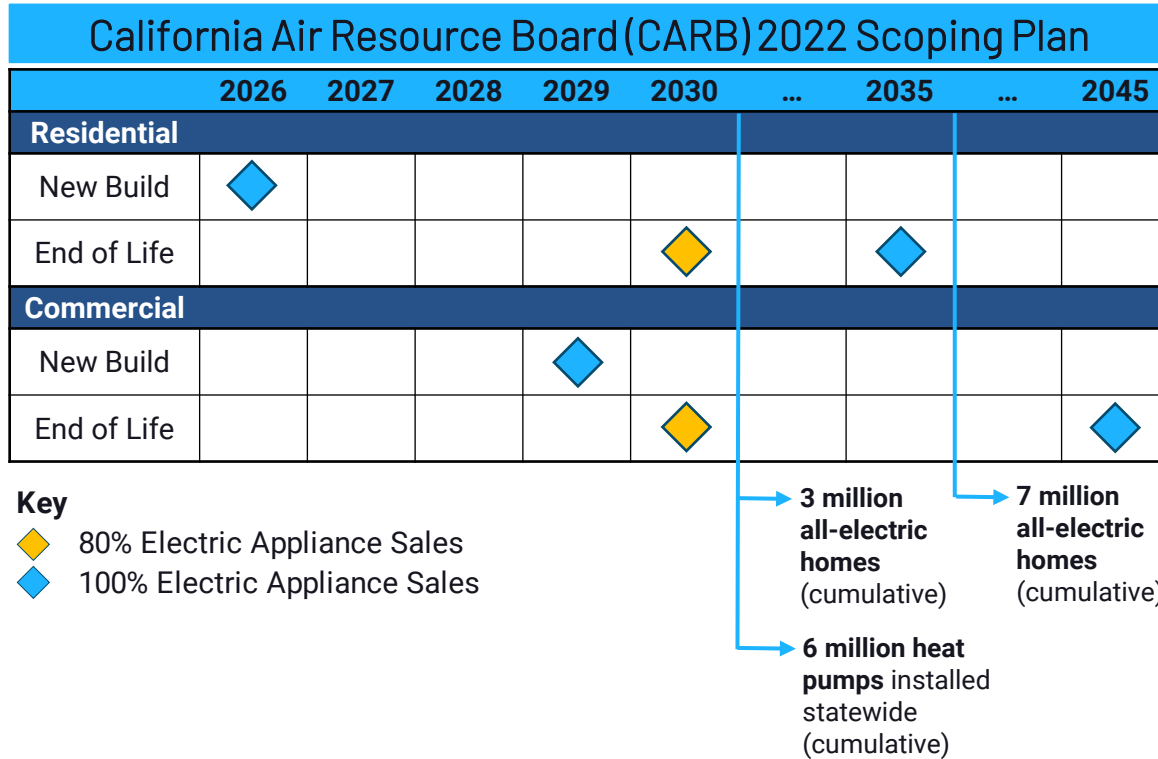 California Air Resource Board (CARB) 2022 Scoping Plan
2026 2027 2028 2029 2030 ... 2035 ... 2045
Residential
New Build
End of Life
Commercial
New Build
End of Life
Key
80% Electric Appliance Sales
100% Electric Appliance Sales
3 million
all-electric
homes
(cumulative)
7 million
all-electric
homes
(cumulative)
6 million heat
pumps installed
statewide
(cumulative)